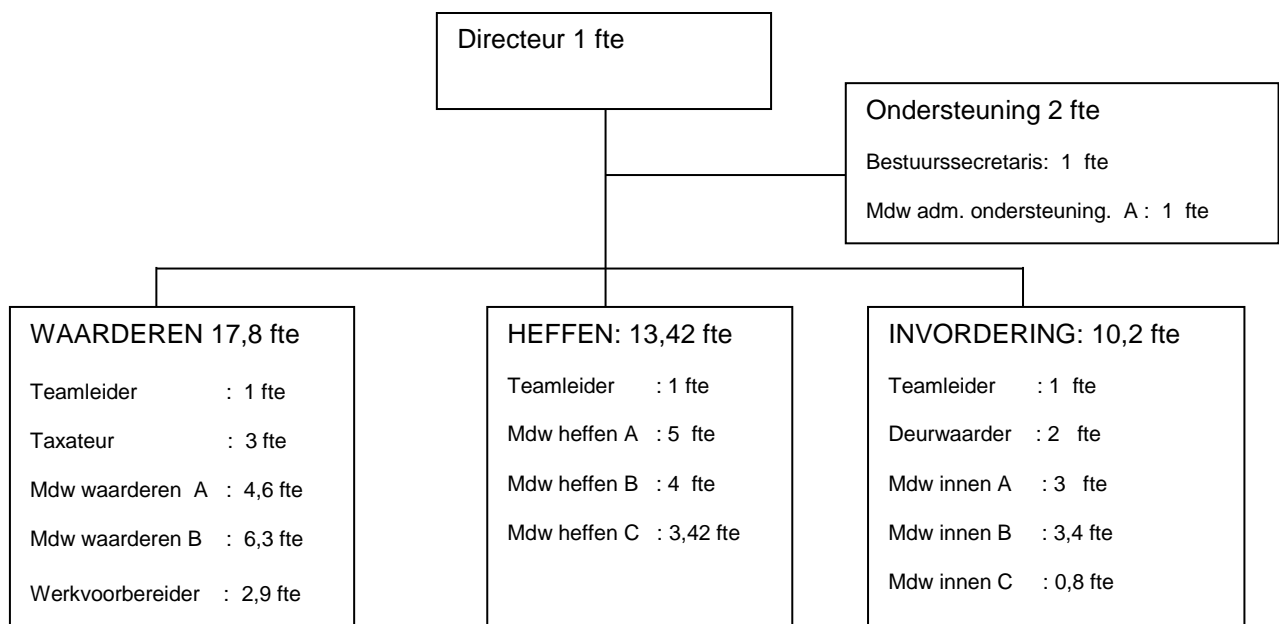 Directeur 1 fte
Ondersteuning 2 fte
Bestuurssecretaris: 1 fte
Mdw adm. ondersteuning. A : 1 fte
WAARDEREN 17,8 fte
Teamleider : 1 fte
Taxateur : 3 fte
Mdw waarderen A : 4,6 fte
Mdw waarderen B : 6,3 fte
Werkvoorbereider : 2,9 fte
HEFFEN: 13,42 fte
Teamleider : 1 fte
Mdw heffen A : 5 fte
Mdw heffen B : 4 fte
Mdw heffen C : 3,42 fte
INVORDERING: 10,2 fte
Teamleider : 1 fte
Deurwaarder : 2 fte
Mdw innen A : 3 fte
Mdw innen B : 3,4 fte
Mdw innen C : 0,8 fte